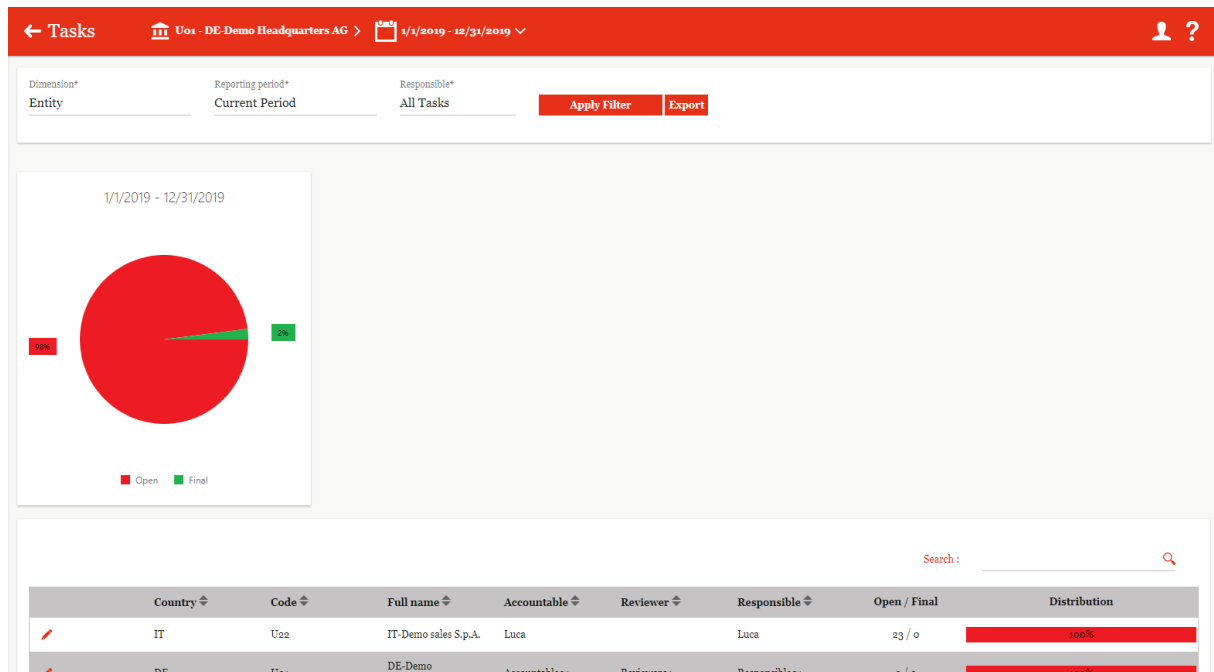 Tasks U01 - DE-Demo Headquarters AG 1/1/2019 - 12/31/2019 ?
Dimension* Reporting period* Responsible*
Entity Current Period All Tasks Apply Filter Export
1/1/2019 - 12/31/2019
2%
98%
Open Final
Search :
Country Code Full name Accountable Reviewer Responsible Open / Final Distribution
IT U22 IT-Demo sales S.p.A. Luca Luca 23 / 0 100%
DE-Demo